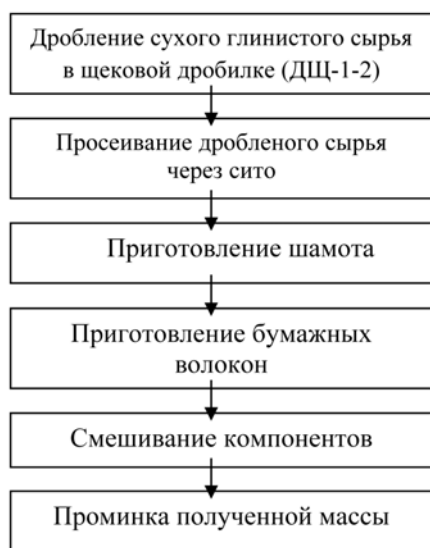 Дробление сухого глинистого сырья
в щековой дробилке (ДЩ-1-2)
Просеивание дробленого сырья
через сито
Приготовление шамота
Приготовление бумажных
волокон
Смешивание компонентов
Проминка полученной массы